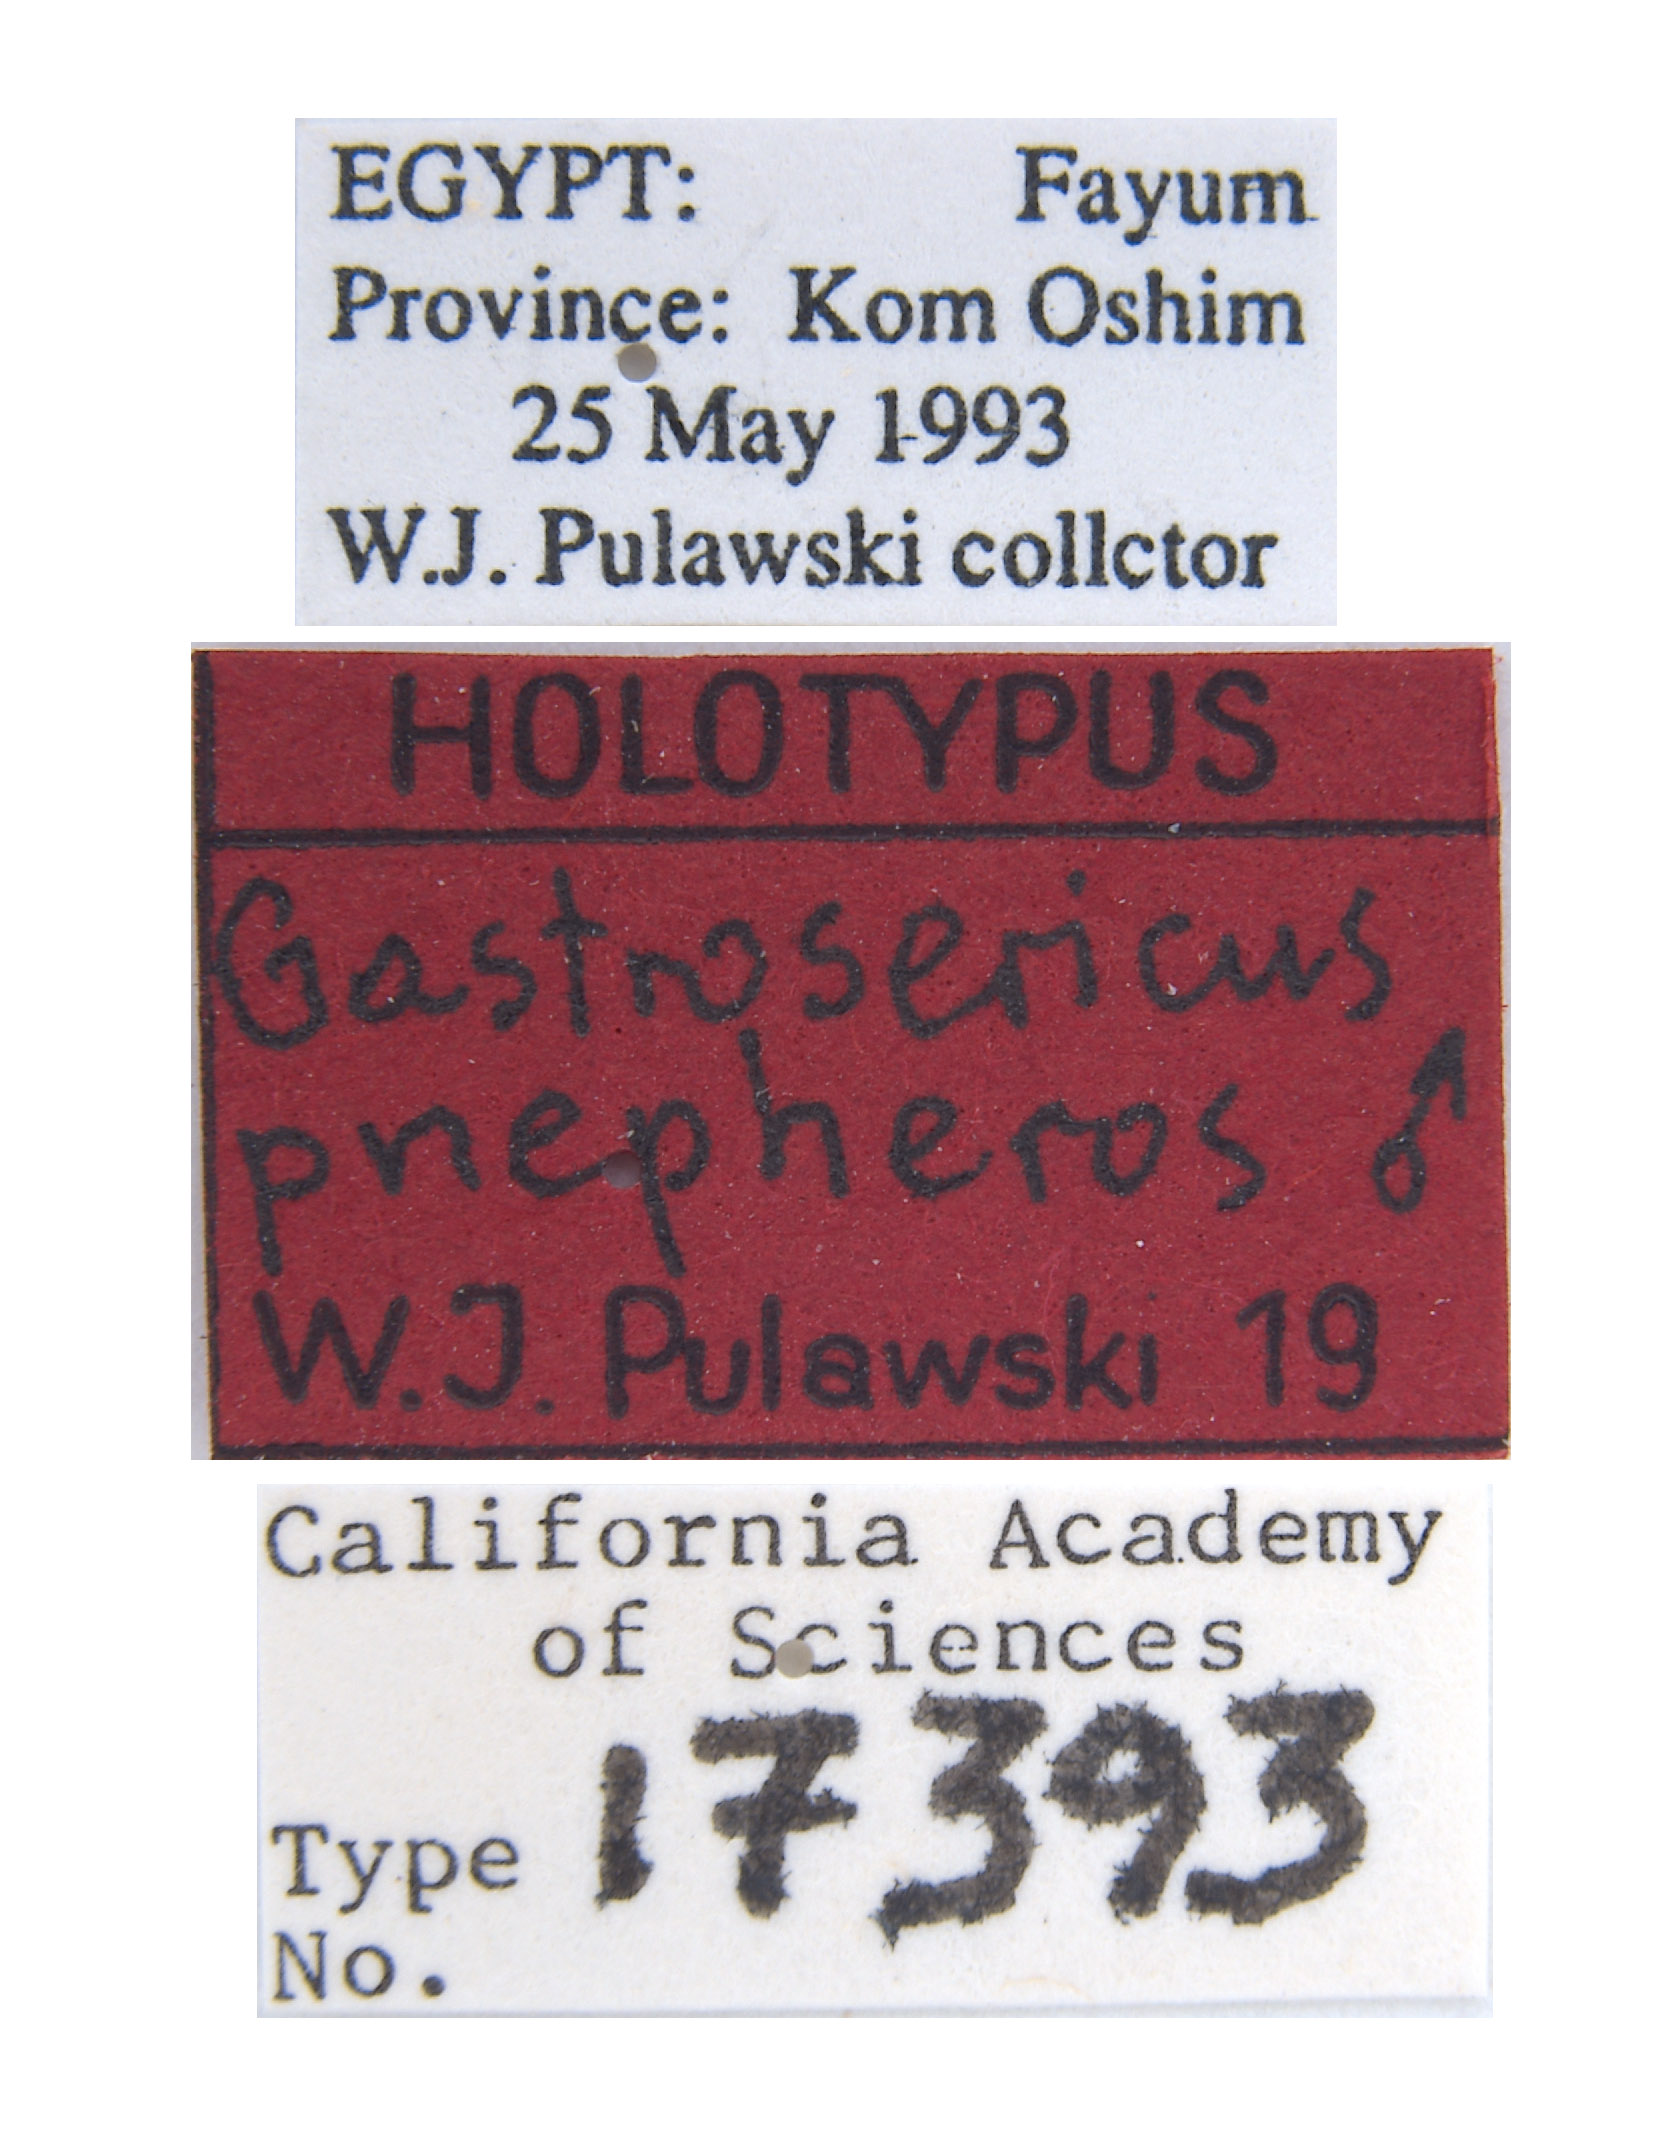 EGYPT: Fayum
Province: Kom Oshim
25 May 1993
W.J. Pulawski collctor
HOLOTYPUS
Gastrosericus
pnepheros ♂
W.J. Pulawski 19
California Academy
of Sciences
Type 17393
No.